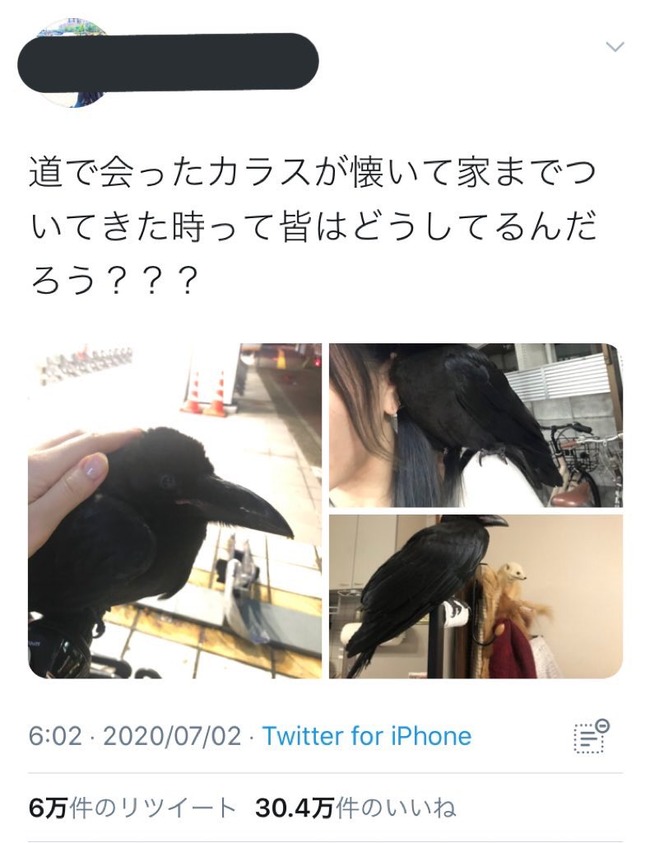 道で会ったカラスが懐いて家までつ
いてきた時って皆はどうしてるんだ
ろう？？？
6:02 · 2020/07/02 · Twitter for iPhone
6万件のリツイート 30.4万件のいいね